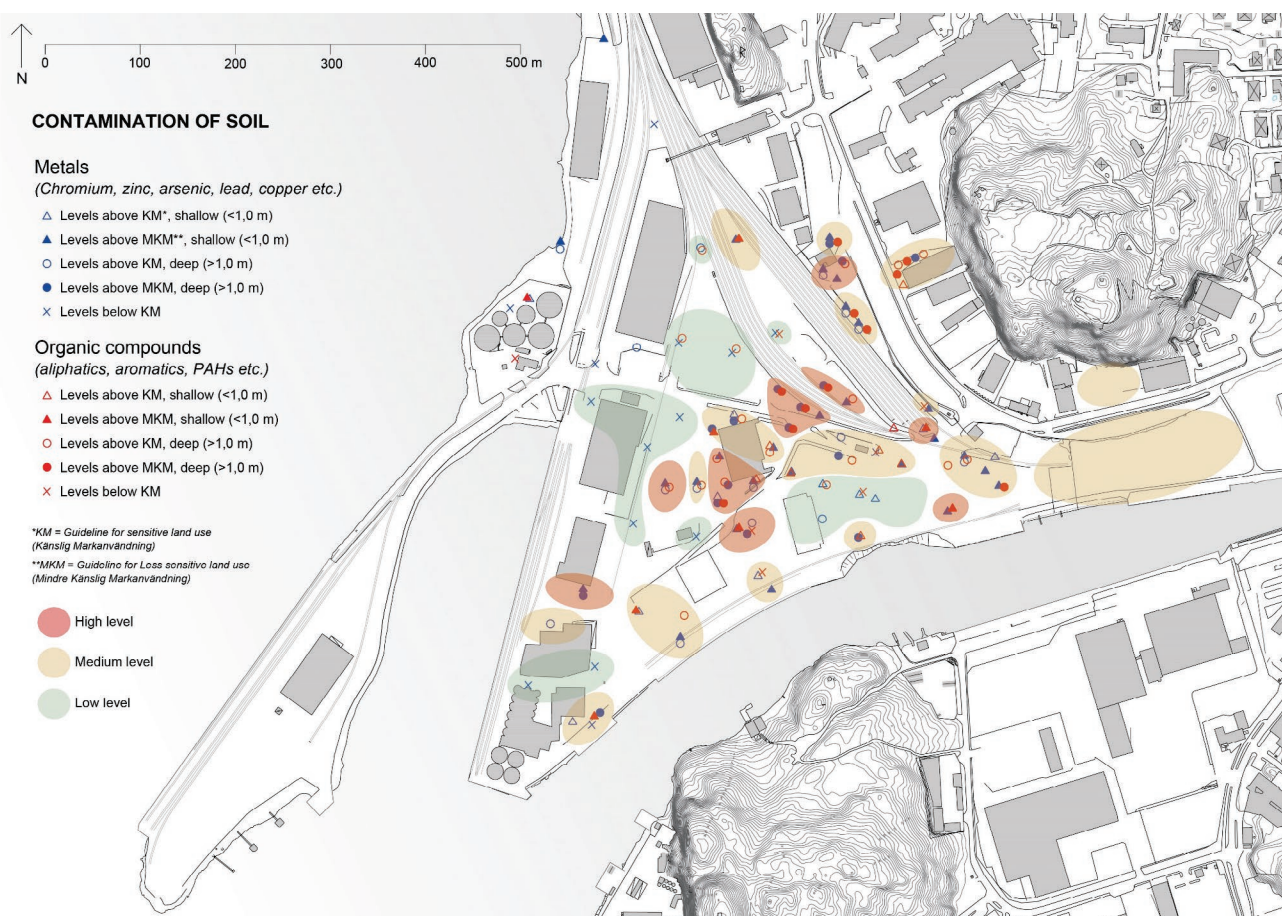 N
0 100 200 300 400 500 m
CONTAMINATION OF SOIL
Metals
(Chromium, zinc, arsenic, lead, copper etc.)
Levels above KM*, shallow (<1,0 m)
Levels above MKM**, shallow (<1,0 m)
Levels above KM, deep (>1,0 m)
Levels above MKM, deep (>1,0 m)
Levels below KM
Organic compounds
(aliphatics, aromatics, PAHs etc.)
Levels above KM, shallow (<1,0 m)
Levels above MKM, shallow (<1,0 m)
Levels above KM, deep (>1,0 m)
Levels above MKM, deep (>1,0 m)
Levels below KM
*KM = Guideline for sensitive land use
(Känslig Markanvändning)
**MKM = Guideline for Loss sensitive land use
(Mindre Känslig Markanvändning)
High level
Medium level
Low level